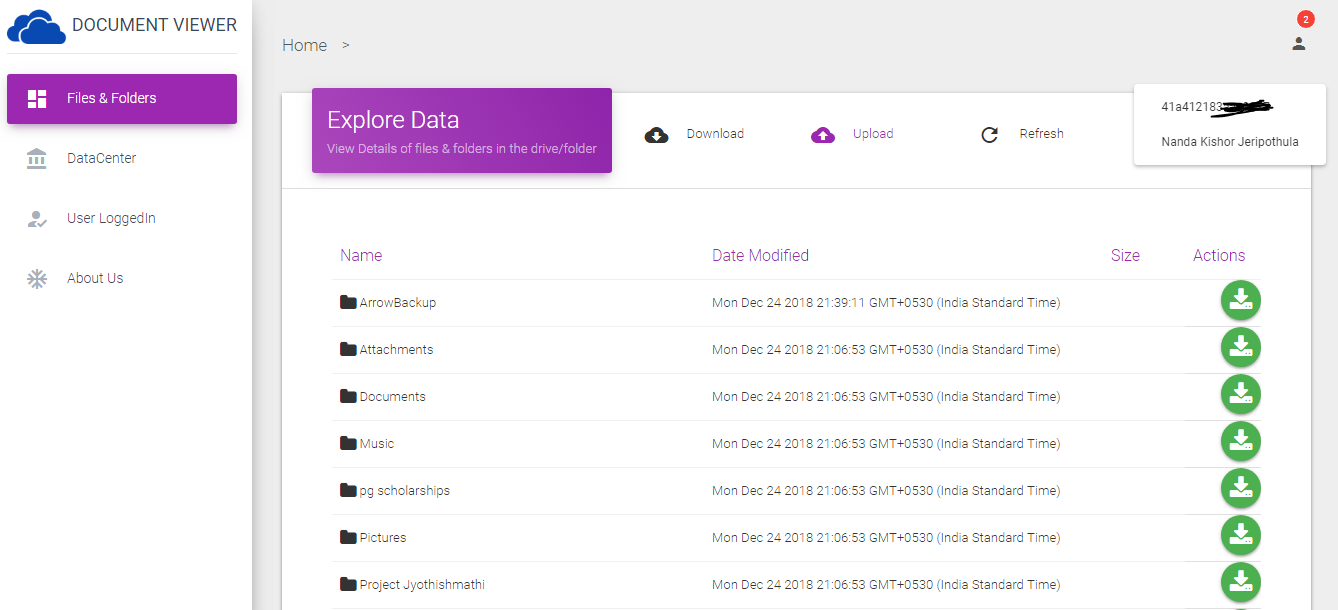 DOCUMENT VIEWER
2
Home >
Files & Folders
DataCenter
User LoggedIn
About Us
Explore Data
View Details of files & folders in the drive/folder
Download
Upload
Refresh
41a412183
Nanda Kishor Jeripothula
Name Date Modified Size Actions
ArrowBackup Mon Dec 24 2018 21:39:11 GMT+0530 (India Standard Time)
Attachments Mon Dec 24 2018 21:06:53 GMT+0530 (India Standard Time)
Documents Mon Dec 24 2018 21:06:53 GMT+0530 (India Standard Time)
Music Mon Dec 24 2018 21:06:53 GMT+0530 (India Standard Time)
pg scholarships Mon Dec 24 2018 21:06:53 GMT+0530 (India Standard Time)
Pictures Mon Dec 24 2018 21:06:53 GMT+0530 (India Standard Time)
Project Jyothishmathi Mon Dec 24 2018 21:06:53 GMT+0530 (India Standard Time)